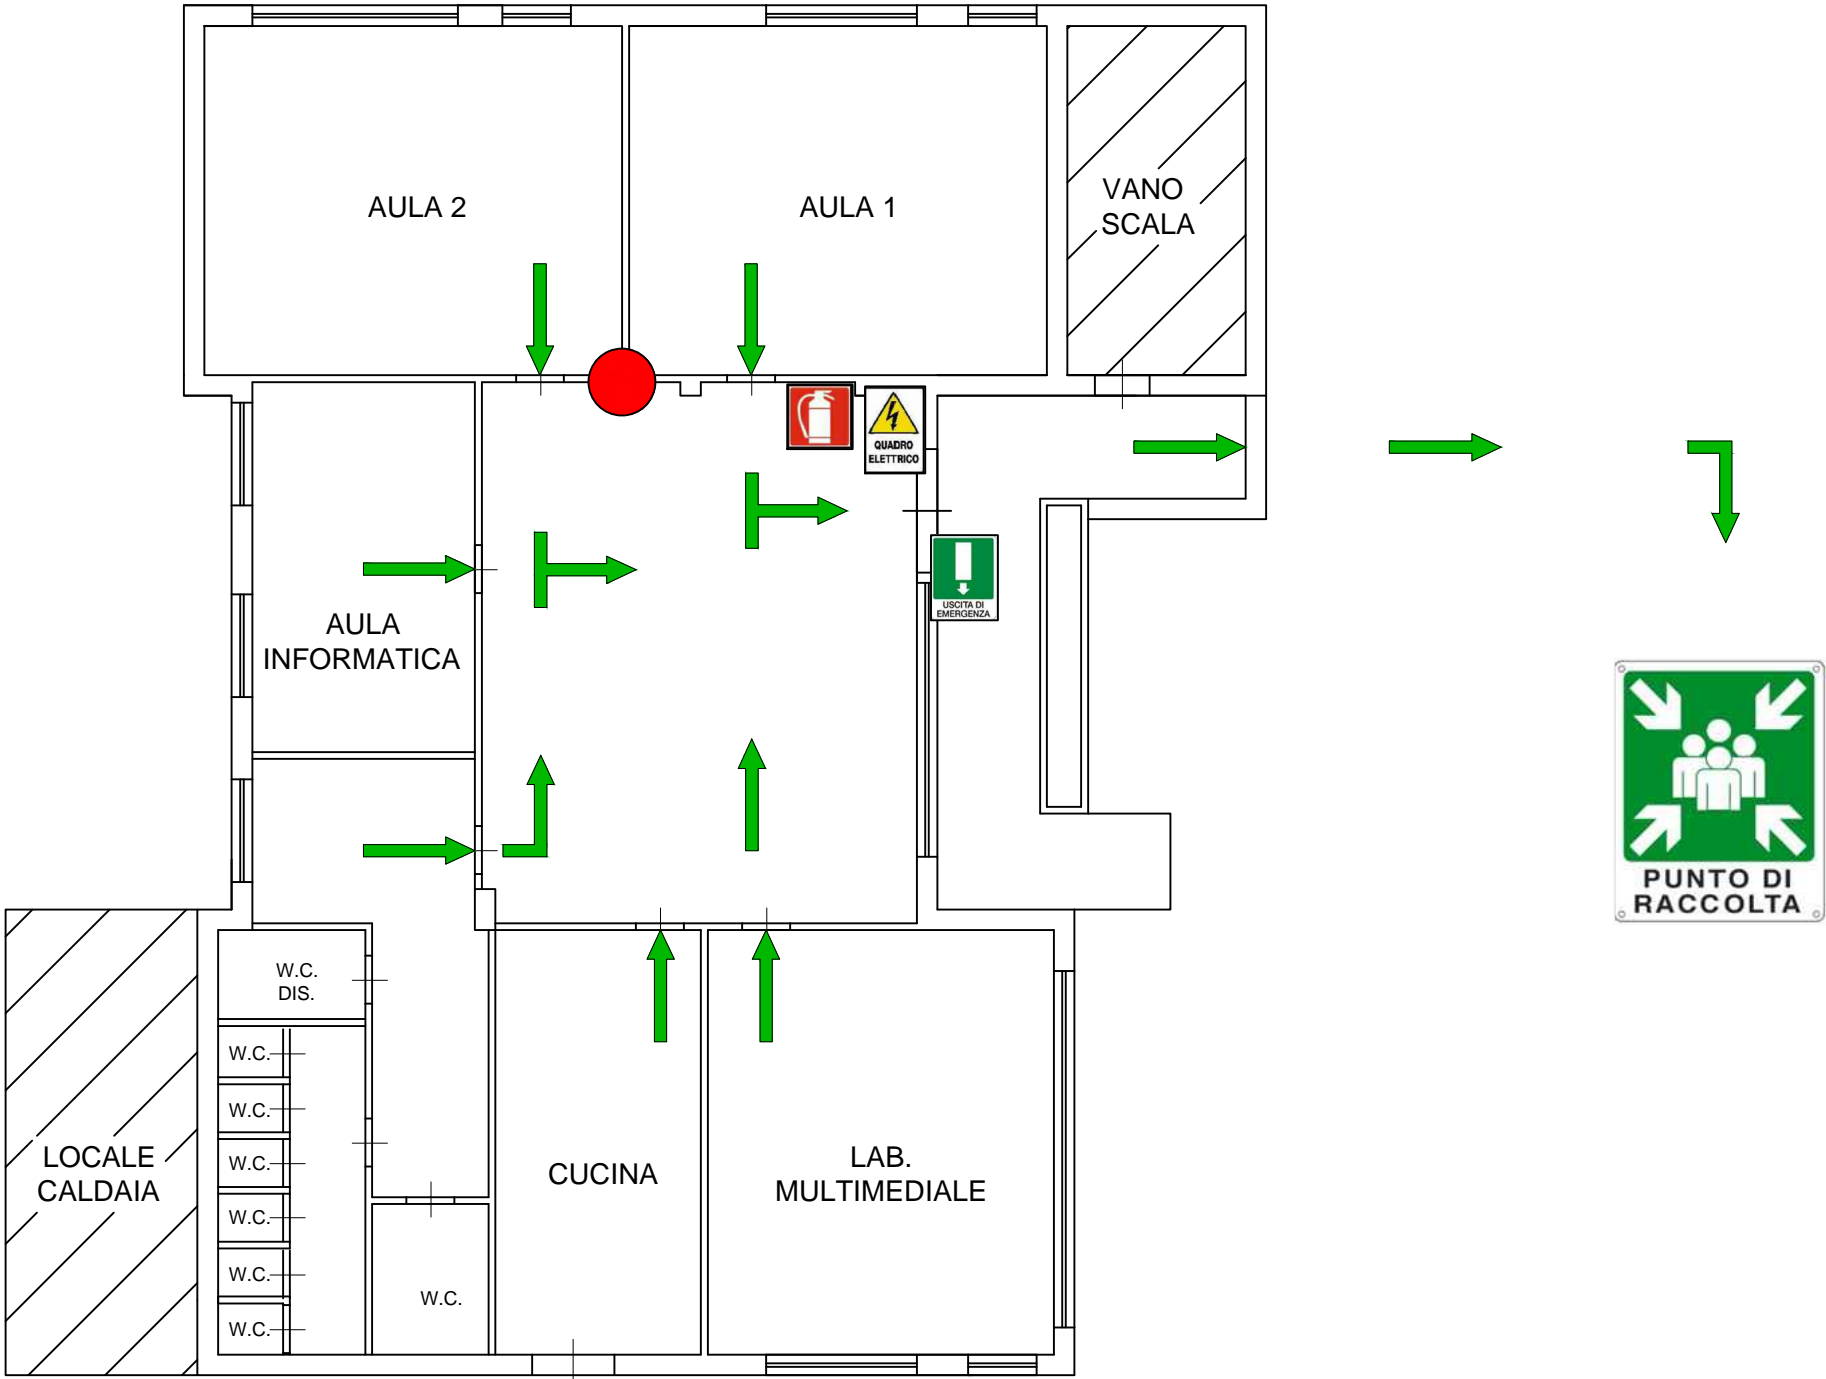 AULA 2
AULA 1
VANO
SCALA
QUADRO
ELETTRICO
USCITA DI
EMERGENZA
AULA
INFORMATICA
PUNTO DI
RACCOLTA
W.C.
DIS.
W.C.
W.C.
W.C.
W.C.
W.C.
W.C.
LOCALE
CALDAIA
CUCINA
LAB.
MULTIMEDIALE
W.C.